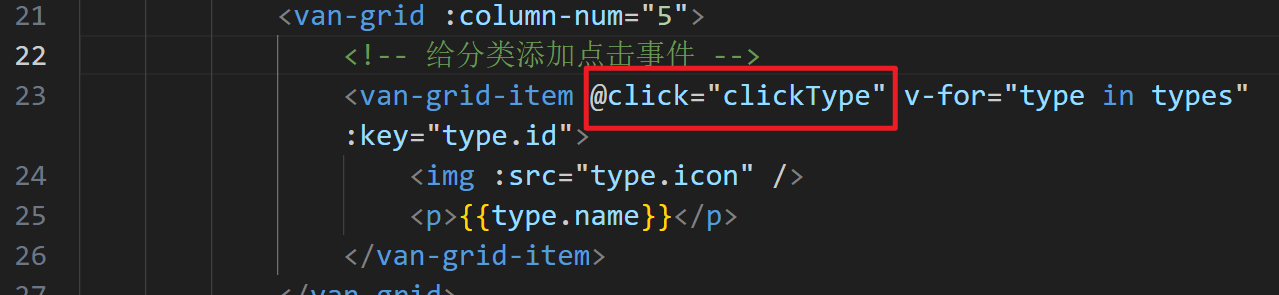 21 <van-grid :column-num="5">
22 <!-- 给分类添加点击事件 -->
23 <van-grid-item @click="clickType" v-for="type in types"
:key="type.id">
24 <img :src="type.icon" />
25 <p>{{type.name}}</p>
26 </van-grid-item>
27 </van-grid>